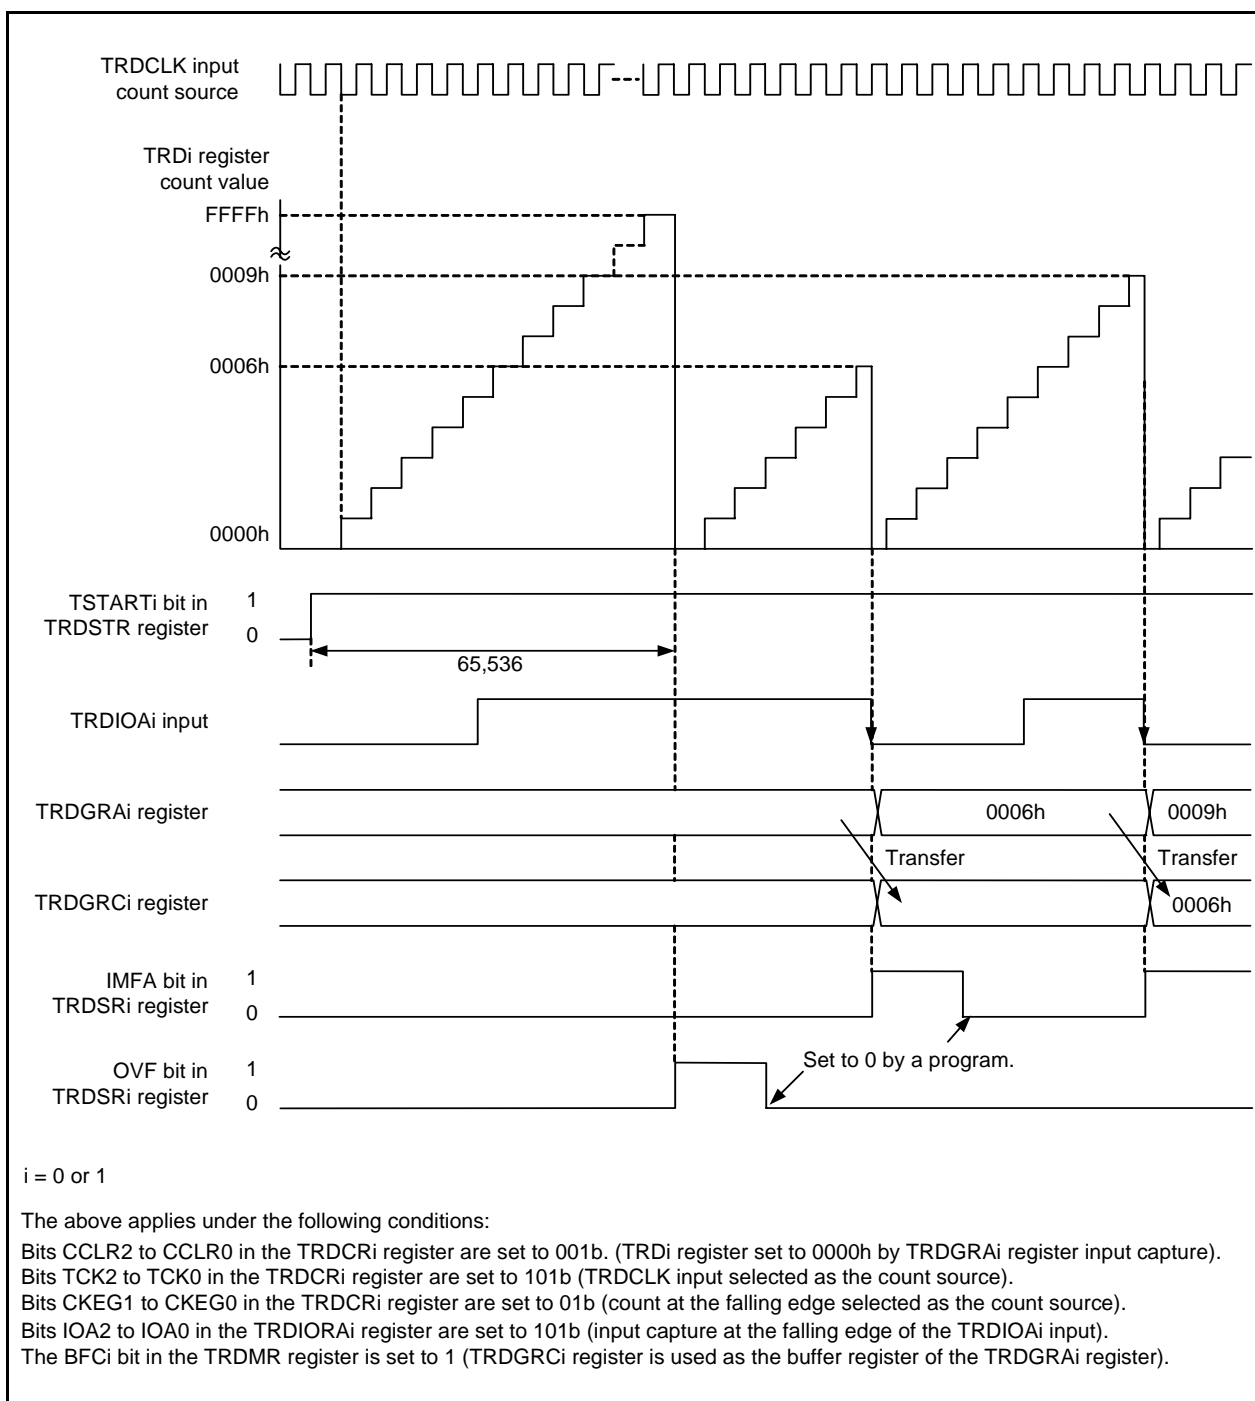 TRDCLK input
count source
TRDi register
count value
FFFFh
0009h
0006h
0000h
TSTARTi bit in
TRDSTR register
1
0
65,536
TRDIOAi input
TRDGRAi register
0006h
0009h
Transfer
Transfer
TRDGRCi register
0006h
IMFA bit in
TRDSRi register
1
0
Set to 0 by a program.
OVF bit in
TRDSRi register
1
0
i = 0 or 1
The above applies under the following conditions:
Bits CCLR2 to CCLR0 in the TRDCRi register are set to 001b. (TRDi register set to 0000h by TRDGRAi register input capture).
Bits TCK2 to TCK0 in the TRDCRi register are set to 101b (TRDCLK input selected as the count source).
Bits CKEG1 to CKEG0 in the TRDCRi register are set to 01b (count at the falling edge selected as the count source).
Bits IOA2 to IOA0 in the TRDIORAi register are set to 101b (input capture at the falling edge of the TRDIOAi input).
The BFCi bit in the TRDMR register is set to 1 (TRDGRCi register is used as the buffer register of the TRDGRAi register).